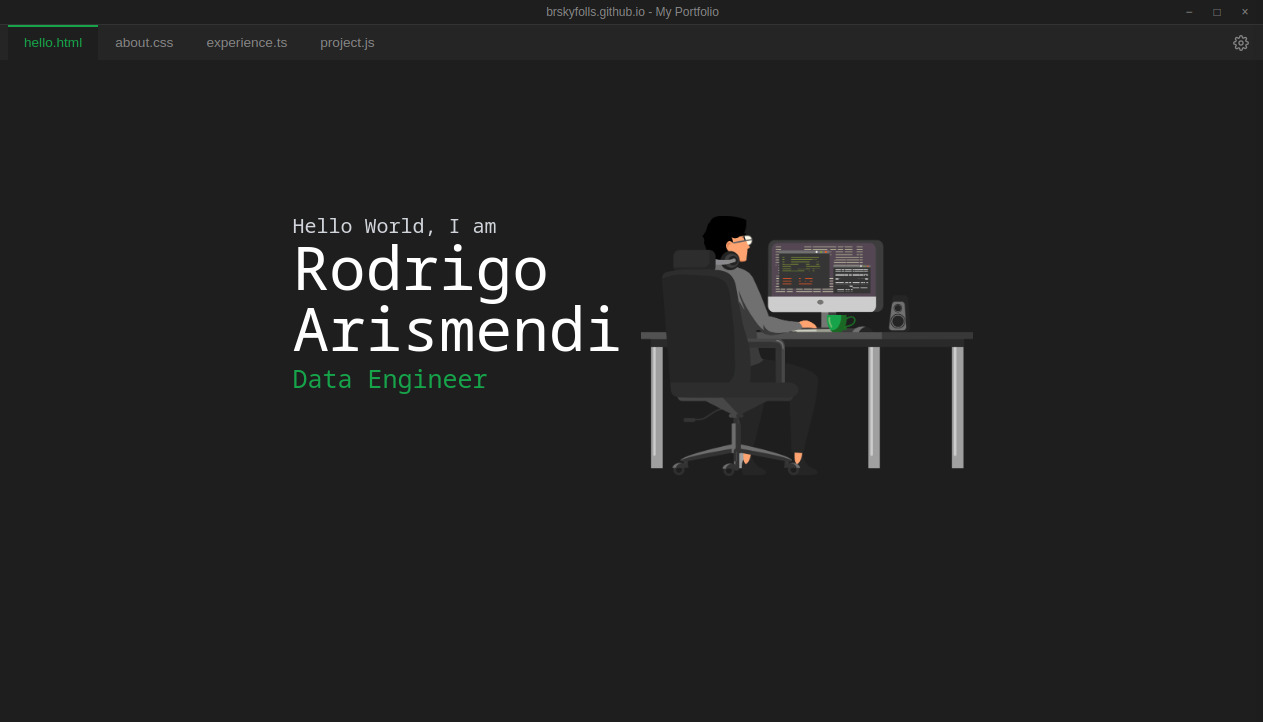 brskyfolls.github.io - My Portfolio
hello.html
about.css
experience.ts
project.js
Hello World, I am
Rodrigo
Arismendi
Data Engineer